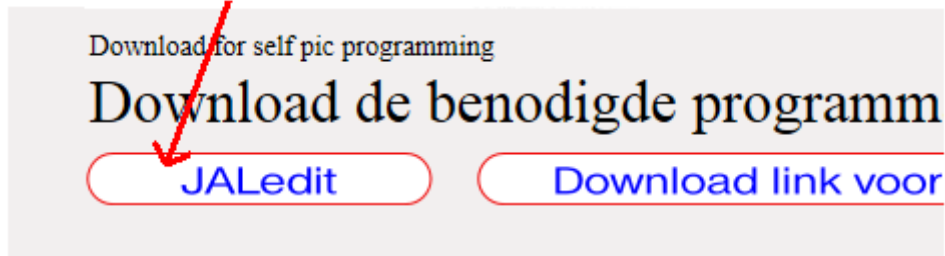 Download for self pic programming
Download de benodigde programm
JALedit
Download link voor